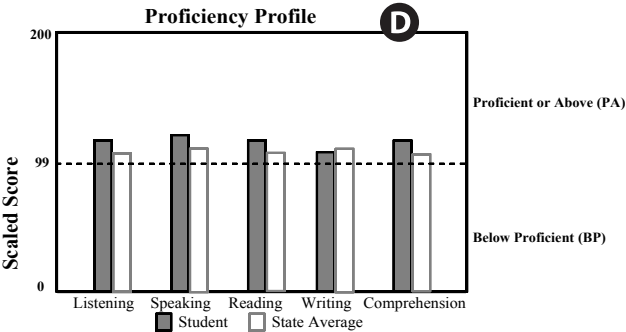 Proficiency Profile
D
200
Proficient or Above (PA)
99
Scaled Score
Below Proficient (BP)
0
Listening Speaking Reading Writing Comprehension
Student State Average